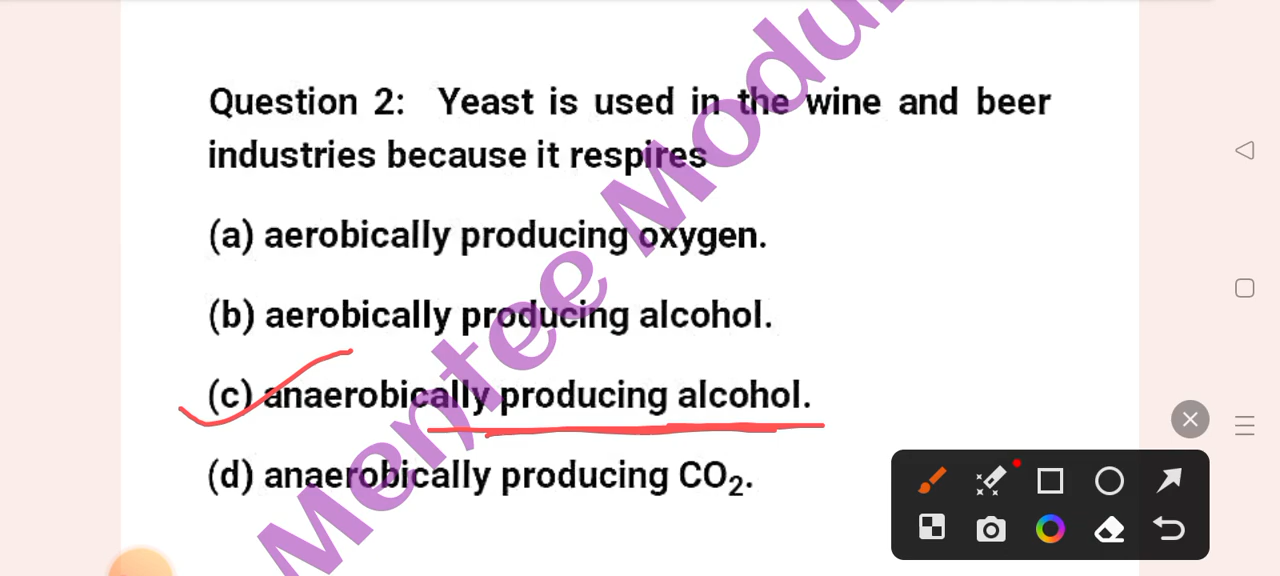 Question 2: Yeast is used in the wine and beer
industries because it respires
(a) aerobically producing oxygen.
(b) aerobically producing alcohol.
(c) anaerobically producing alcohol.
(d) anaerobically producing CO₂.
Mentee Modu